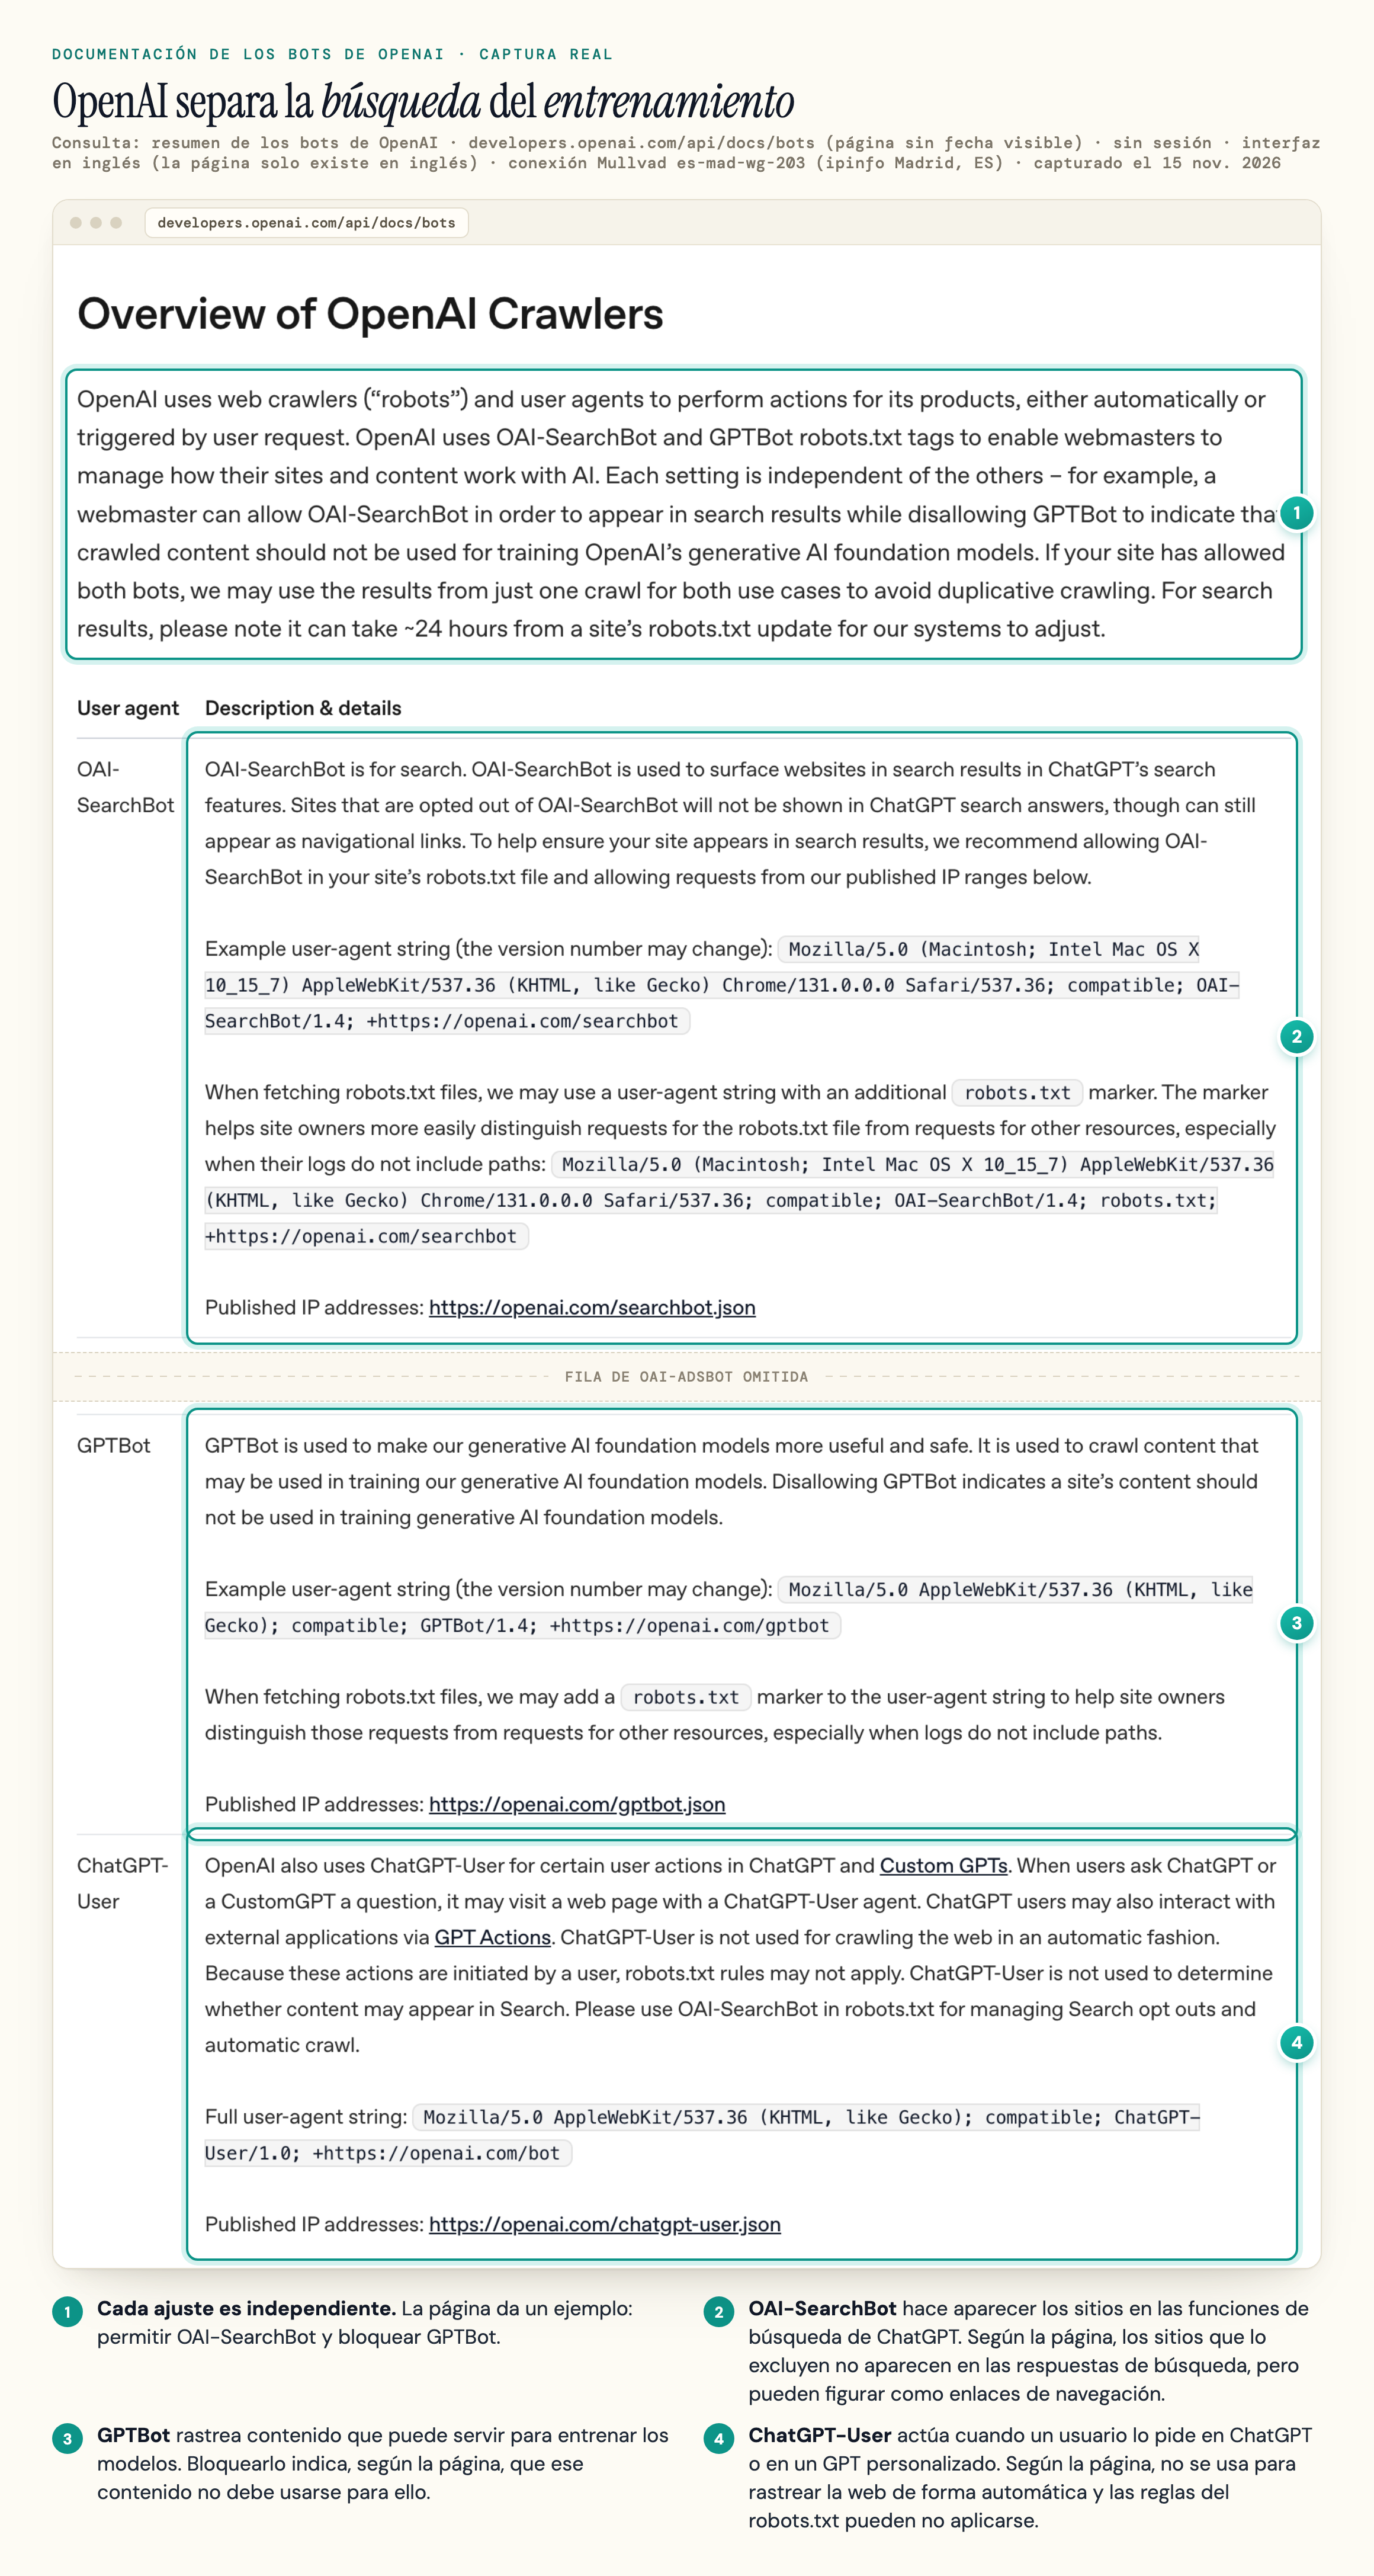 DOCUMENTACIÓN DE LOS BOTS DE OPENAI · CAPTURA REAL
OpenAI separa la búsqueda del entrenamiento
Consulta: resumen de los bots de OpenAI · developers.openai.com/api/docs/bots (página sin fecha visible) · sin sesión · interfaz
en inglés (la página solo existe en inglés) · conexión Mullvad es-mad-wg-203 (ipinfo Madrid, ES) · capturado el 15 nov. 2026
developers.openai.com/api/docs/bots
Overview of OpenAI Crawlers
OpenAI uses web crawlers (“robots”) and user agents to perform actions for its products, either automatically or
triggered by user request. OpenAI uses OAI-SearchBot and GPTBot robots.txt tags to enable webmasters to
manage how their sites and content work with AI. Each setting is independent of the others – for example, a
webmaster can allow OAI-SearchBot in order to appear in search results while disallowing GPTBot to indicate that
1
crawled content should not be used for training OpenAI’s generative AI foundation models. If your site has allowed
both bots, we may use the results from just one crawl for both use cases to avoid duplicative crawling. For search
results, please note it can take ~24 hours from a site’s robots.txt update for our systems to adjust.
User agent Description & details
OAI-
SearchBot
OAI-SearchBot is for search. OAI-SearchBot is used to surface websites in search results in ChatGPT’s search
features. Sites that are opted out of OAI-SearchBot will not be shown in ChatGPT search answers, though can still
appear as navigational links. To help ensure your site appears in search results, we recommend allowing OAI-
SearchBot in your site’s robots.txt file and allowing requests from our published IP ranges below.
Example user-agent string (the version number may change): Mozilla/5.0 (Macintosh; Intel Mac OS X
10_15_7) AppleWebKit/537.36 (KHTML, like Gecko) Chrome/131.0.0.0 Safari/537.36; compatible; OAI-
SearchBot/1.4; +https://openai.com/searchbot
2
When fetching robots.txt files, we may use a user-agent string with an additional robots.txt marker. The marker
helps site owners more easily distinguish requests for the robots.txt file from requests for other resources, especially
when their logs do not include paths: Mozilla/5.0 (Macintosh; Intel Mac OS X 10_15_7) AppleWebKit/537.36
(KHTML, like Gecko) Chrome/131.0.0.0 Safari/537.36; compatible; OAI-SearchBot/1.4; robots.txt;
+https://openai.com/searchbot
Published IP addresses: https://openai.com/searchbot.json
FILA DE OAI-ADSBOT OMITIDA
GPTBot
GPTBot is used to make our generative AI foundation models more useful and safe. It is used to crawl content that
may be used in training our generative AI foundation models. Disallowing GPTBot indicates a site’s content should
not be used in training generative AI foundation models.
Example user-agent string (the version number may change): Mozilla/5.0 AppleWebKit/537.36 (KHTML, like
Gecko); compatible; GPTBot/1.4; +https://openai.com/gptbot
3
When fetching robots.txt files, we may add a robots.txt marker to the user-agent string to help site owners
distinguish those requests from requests for other resources, especially when logs do not include paths.
Published IP addresses: https://openai.com/gptbot.json
ChatGPT-
User
OpenAI also uses ChatGPT-User for certain user actions in ChatGPT and Custom GPTs. When users ask ChatGPT or
a CustomGPT a question, it may visit a web page with a ChatGPT-User agent. ChatGPT users may also interact with
external applications via GPT Actions. ChatGPT-User is not used for crawling the web in an automatic fashion.
Because these actions are initiated by a user, robots.txt rules may not apply. ChatGPT-User is not used to determine
whether content may appear in Search. Please use OAI-SearchBot in robots.txt for managing Search opt outs and
automatic crawl.
4
Full user-agent string: Mozilla/5.0 AppleWebKit/537.36 (KHTML, like Gecko); compatible; ChatGPT-
User/1.0; +https://openai.com/bot
Published IP addresses: https://openai.com/chatgpt-user.json
1 Cada ajuste es independiente. La página da un ejemplo:
permitir OAI-SearchBot y bloquear GPTBot.
2 OAI-SearchBot hace aparecer los sitios en las funciones de
búsqueda de ChatGPT. Según la página, los sitios que lo
excluyen no aparecen en las respuestas de búsqueda, pero
pueden figurar como enlaces de navegación.
3 GPTBot rastrea contenido que puede servir para entrenar los
modelos. Bloquearlo indica, según la página, que ese
contenido no debe usarse para ello.
4 ChatGPT-User actúa cuando un usuario lo pide en ChatGPT
o en un GPT personalizado. Según la página, no se usa para
rastrear la web de forma automática y las reglas del
robots.txt pueden no aplicarse.